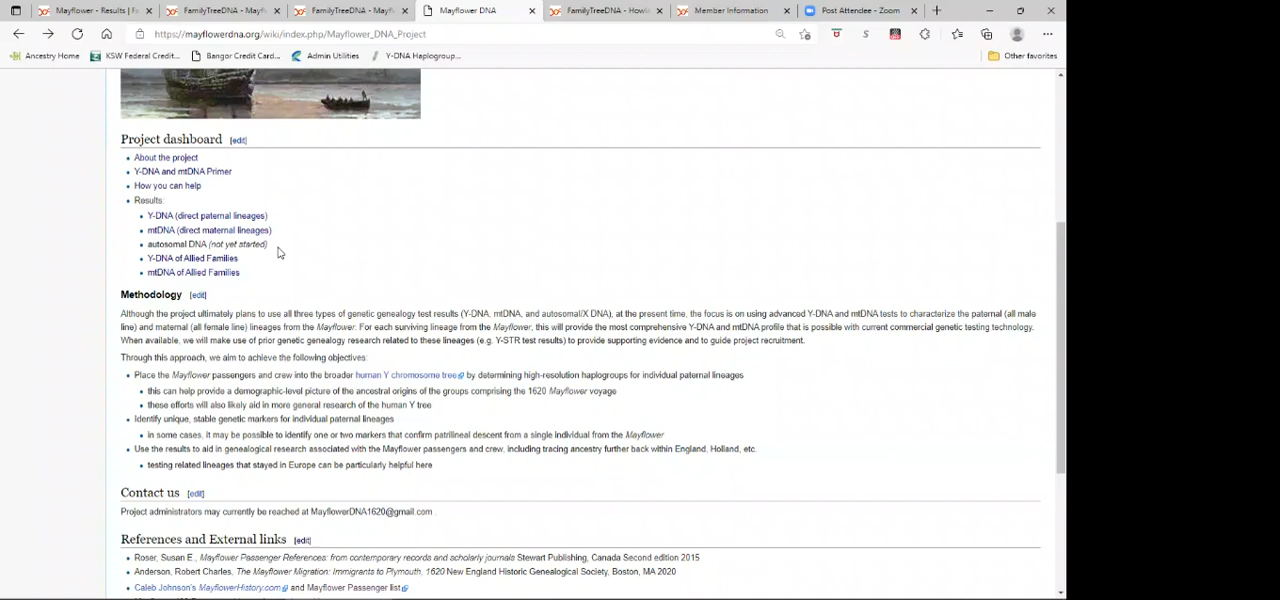 Mayflower - Results | F
FamilyTreeDNA - Mayf
FamilyTreeDNA - Mayf
Mayflower DNA
FamilyTreeDNA - How
Member Information
Post Attendee - Zoom
https://mayflowerdna.org/wiki/index.php/Mayflower_DNA_Project
Ancestry Home
KSW Federal Credit...
Bangor Credit Card...
Admin Utilities
Y-DNA Haplogroup...
Other favorites
Project dashboard [edit]
• About the project
• Y-DNA and mtDNA Primer
• How you can help
• Results:
• Y-DNA (direct paternal lineages)
• mtDNA (direct maternal lineages)
• autosomal DNA (not yet started)
• Y-DNA of Allied Families
• mtDNA of Allied Families
Methodology [edit]
Although the project ultimately plans to use all three types of genetic genealogy test results (Y-DNA, mtDNA, and autosomal/X DNA), at the present time, the focus is on using advanced Y-DNA and mtDNA tests to characterize the paternal (all male
line) and maternal (all female line) lineages from the Mayflower. For each surviving lineage from the Mayflower, this will provide the most comprehensive Y-DNA and mtDNA profile that is possible with current commercial genetic testing technology.
When available, we will make use of prior genetic genealogy research related to these lineages (e.g. Y-STR test results) to provide supporting evidence and to guide project recruitment.
Through this approach, we aim to achieve the following objectives:
• Place the Mayflower passengers and crew into the broader human Y chromosome tree by determining high-resolution haplogroups for individual paternal lineages
• this can help provide a demographic-level picture of the ancestral origins of the groups comprising the 1620 Mayflower voyage
• these efforts will also likely aid in more general research of the human Y tree
• Identify unique, stable genetic markers for individual paternal lineages
• in some cases, it may be possible to identify one or two markers that confirm patrilineal descent from a single individual from the Mayflower
• Use the results to aid in genealogical research associated with the Mayflower passengers and crew, including tracing ancestry further back within England, Holland, etc.
• testing related lineages that stayed in Europe can be particularly helpful here
Contact us [edit]
Project administrators may currently be reached at MayflowerDNA1620@gmail.com .
References and External links [edit]
• Roser, Susan E., Mayflower Passenger References: from contemporary records and scholarly journals Stewart Publishing, Canada Second edition 2015
• Anderson, Robert Charles, The Mayflower Migration: Immigrants to Plymouth, 1620 New England Historic Genealogical Society, Boston, MA 2020
• Caleb Johnson's MayflowerHistory.com and Mayflower Passenger list